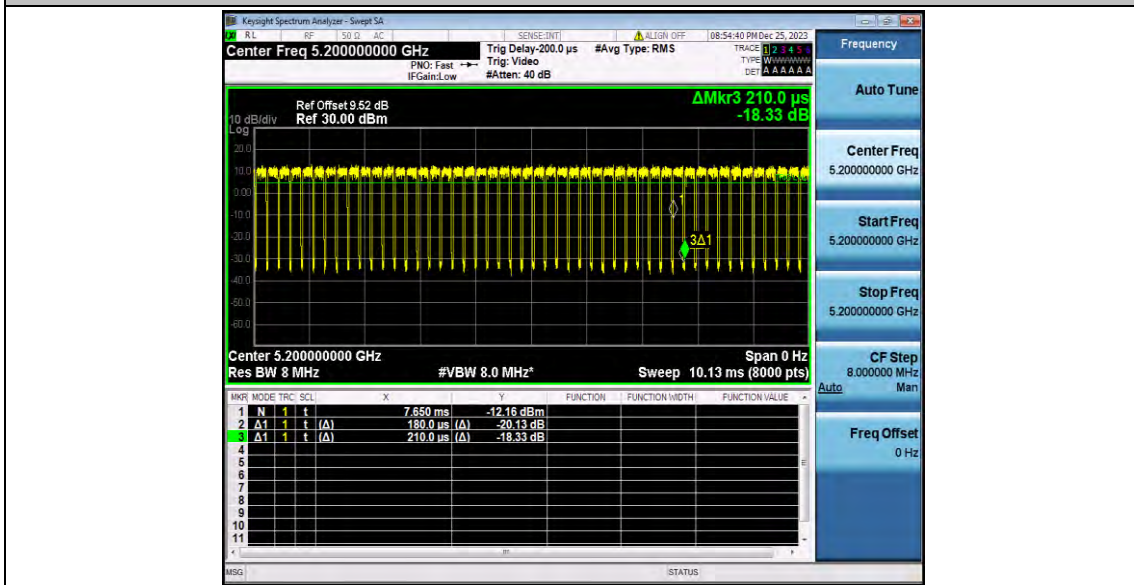 Keysight Spectrum Analyzer - Swept SA
RL RF 50 Ω AC SENSE:INT ALIGN OFF 08:54:40 PM Dec 25, 2023
Center Freq 5.200000000 GHz
PNO: Fast
IFGain:Low
Trig Delay-200.0 µs
Trig: Video
#Atten: 40 dB
#Avg Type: RMS
TRACE 1 2 3 4 5 6
TYPE WWWWWW
DET A A A A A A
Frequency
Auto Tune
Center Freq
5.200000000 GHz
Start Freq
5.200000000 GHz
Stop Freq
5.200000000 GHz
CF Step
8.000000 MHz
Auto Man
Freq Offset
0 Hz
ΔMkr3 210.0 µs
-18.33 dB
Ref Offset 9.52 dB
10 dB/div Ref 30.00 dBm
Log
20.0
10.0
0.00
-10.0
-20.0
-30.0
-40.0
-50.0
-60.0
1
3Δ1
Center 5.200000000 GHz Span 0 Hz
Res BW 8 MHz #VBW 8.0 MHz* Sweep 10.13 ms (8000 pts)
MKR MODE TRC SCL X Y FUNCTION FUNCTION WIDTH FUNCTION VALUE
1 N 1 t 7.650 ms -12.16 dBm
2 Δ1 1 t (Δ) 180.0 µs (Δ) -20.13 dB
3 Δ1 1 t (Δ) 210.0 µs (Δ) -18.33 dB
4
5
6
7
8
9
10
11
MSG STATUS